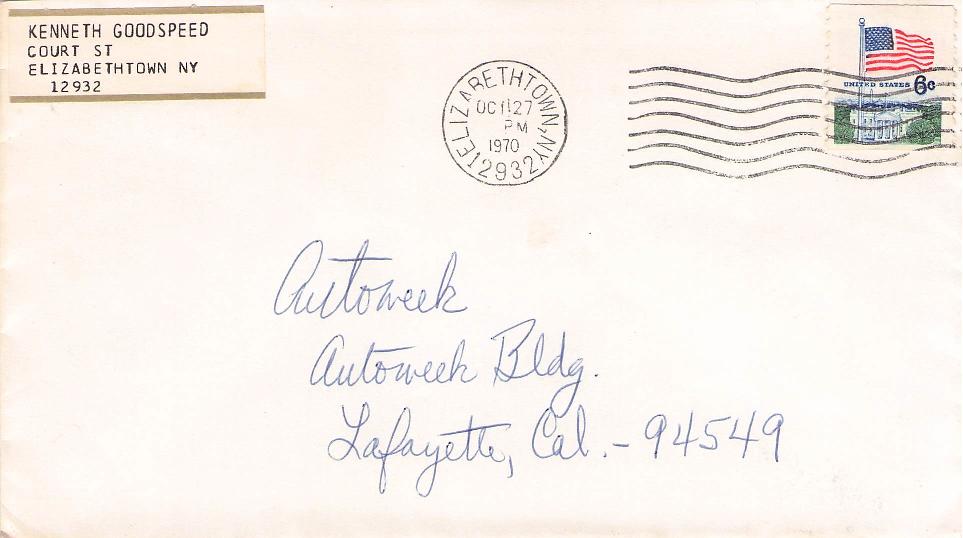 KENNETH GOODSPEED
COURT ST
ELIZABETHTOWN NY
12932
ELIZABETHTOWN, NY
OCT 27
PM
1970
12932
UNITED STATES 6c
Autoweek
Autoweek Bldg.
Lafayette, Cal. - 94549